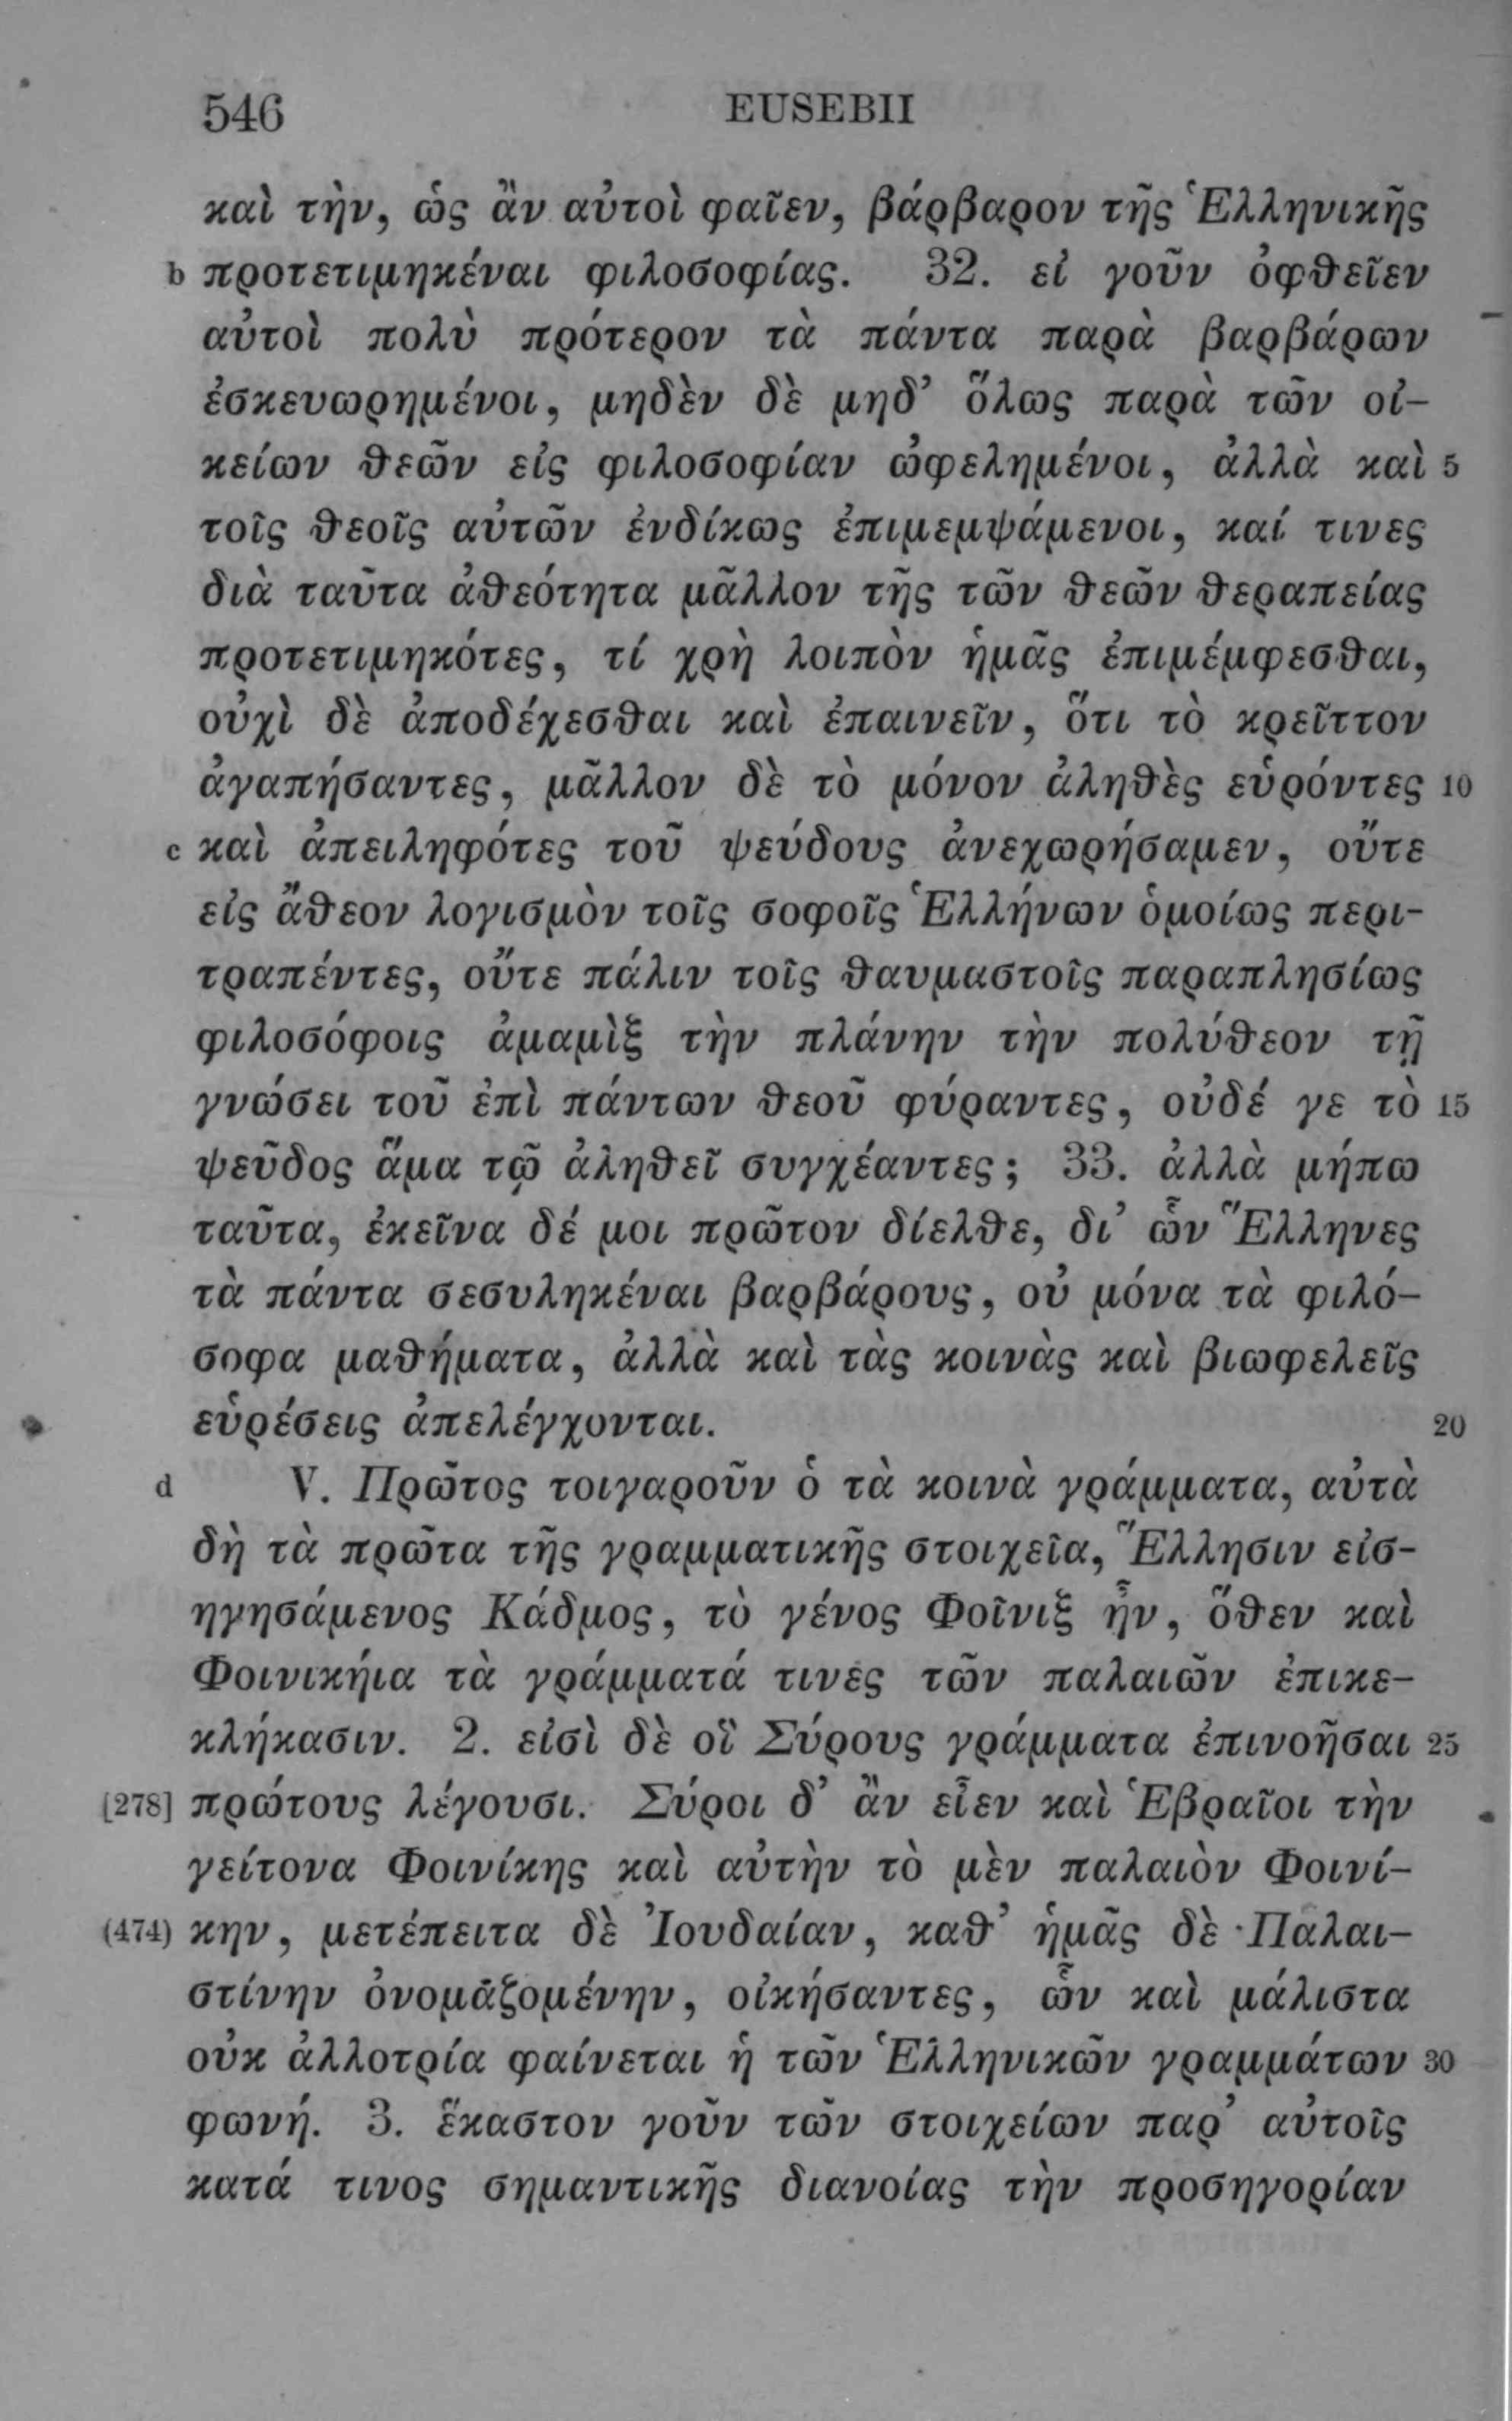 546 EUSEBII
καὶ τὴν, ὡς ἂν αὐτοὶ φαῖεν, βάρβαρον τῆς Ἑλληνικῆς
b προτετιμηκέναι φιλοσοφίας. 32. εἰ γοῦν ὀφθεῖεν
αὐτοὶ πολὺ πρότερον τὰ πάντα παρὰ βαρβάρων
ἐσκευωρημένοι, μηδὲν δὲ μηδ’ ὅλως παρὰ τῶν οἰ-
κείων θεῶν εἰς φιλοσοφίαν ὠφελημένοι, ἀλλὰ καὶ 5
τοῖς θεοῖς αὐτῶν ἐνδίκως ἐπιμεμψάμενοι, καί τινες
διὰ ταῦτα ἀθεότητα μᾶλλον τῆς τῶν θεῶν θεραπείας
προτετιμηκότες, τί χρὴ λοιπὸν ἡμᾶς ἐπιμέμφεσθαι,
οὐχὶ δὲ ἀποδέχεσθαι καὶ ἐπαινεῖν, ὅτι τὸ κρεῖττον
ἀγαπήσαντες, μᾶλλον δὲ τὸ μόνον ἀληθὲς εὑρόντες 10
c καὶ ἀπειληφότες τοῦ ψεύδους ἀνεχωρήσαμεν, οὔτε
εἰς ἄθεον λογισμὸν τοῖς σοφοῖς Ἑλλήνων ὁμοίως περι-
τραπέντες, οὔτε πάλιν τοῖς θαυμαστοῖς παραπλησίως
φιλοσόφοις ἀμαμὶξ τὴν πλάνην τὴν πολύθεον τῇ
γνώσει τοῦ ἐπὶ πάντων θεοῦ φύραντες, οὐδέ γε τὸ 15
ψεῦδος ἅμα τῷ ἀληθεῖ συγχέαντες; 33. ἀλλὰ μήπω
ταῦτα, ἐκεῖνα δέ μοι πρῶτον δίελθε, δι’ ὧν Ἕλληνες
τὰ πάντα σεσυληκέναι βαρβάρους, οὐ μόνα τὰ φιλό-
σοφα μαθήματα, ἀλλὰ καὶ τὰς κοινὰς καὶ βιωφελεῖς
εὑρέσεις ἀπελέγχονται. 20
d V. Πρῶτος τοιγαροῦν ὁ τὰ κοινὰ γράμματα, αὐτὰ
δὴ τὰ πρῶτα τῆς γραμματικῆς στοιχεῖα, Ἕλλησιν εἰσ-
ηγησάμενος Κάδμος, τὸ γένος Φοῖνιξ ἦν, ὅθεν καὶ
Φοινικήια τὰ γράμματά τινες τῶν παλαιῶν ἐπικε-
κλήκασιν. 2. εἰσὶ δὲ οἳ Σύρους γράμματα ἐπινοῆσαι 25
[278] πρώτους λέγουσι. Σύροι δ’ ἂν εἶεν καὶ Ἑβραῖοι τὴν
γείτονα Φοινίκης καὶ αὐτὴν τὸ μὲν παλαιὸν Φοινί-
(474) κην, μετέπειτα δὲ Ἰουδαίαν, καθ’ ἡμᾶς δὲ Παλαι-
στίνην ὀνομαζομένην, οἰκήσαντες, ὧν καὶ μάλιστα
οὐκ ἀλλοτρία φαίνεται ἡ τῶν Ἑλληνικῶν γραμμάτων 30
φωνή. 3. ἕκαστον γοῦν τῶν στοιχείων παρ’ αὐτοῖς
κατά τινος σημαντικῆς διανοίας τὴν προσηγορίαν